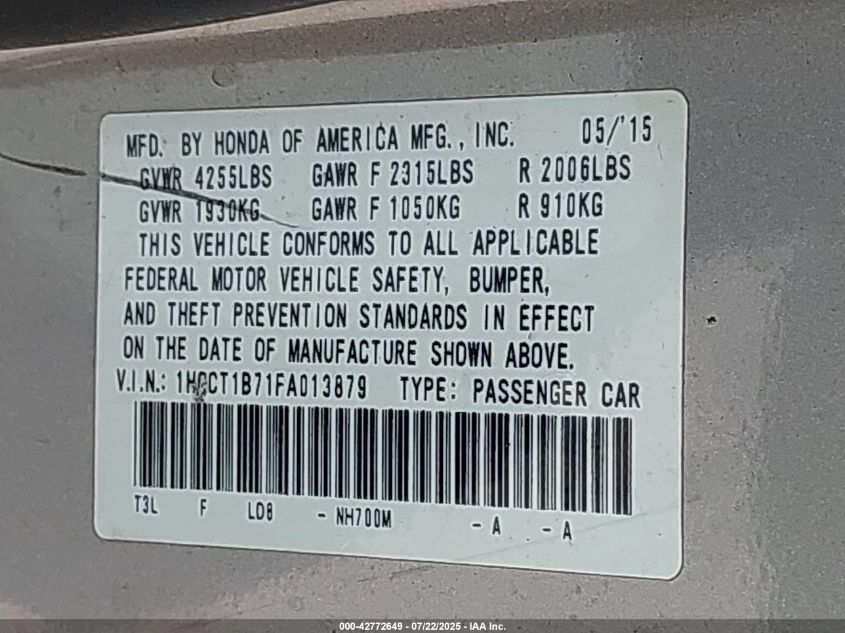 MFD. BY HONDA OF AMERICA MFG., INC. 05/'15
GVWR 4255LBS GAWR F 2315LBS R 2006LBS
GVWR 1930KG GAWR F 1050KG R 910KG
THIS VEHICLE CONFORMS TO ALL APPLICABLE
FEDERAL MOTOR VEHICLE SAFETY, BUMPER,
AND THEFT PREVENTION STANDARDS IN EFFECT
ON THE DATE OF MANUFACTURE SHOWN ABOVE.
V.I.N.: 1HGCT1B71FA013879 TYPE: PASSENGER CAR
T3L F LD8 - NH700M - A - A
000-42772649 - 07/22/2025 - IAA Inc.